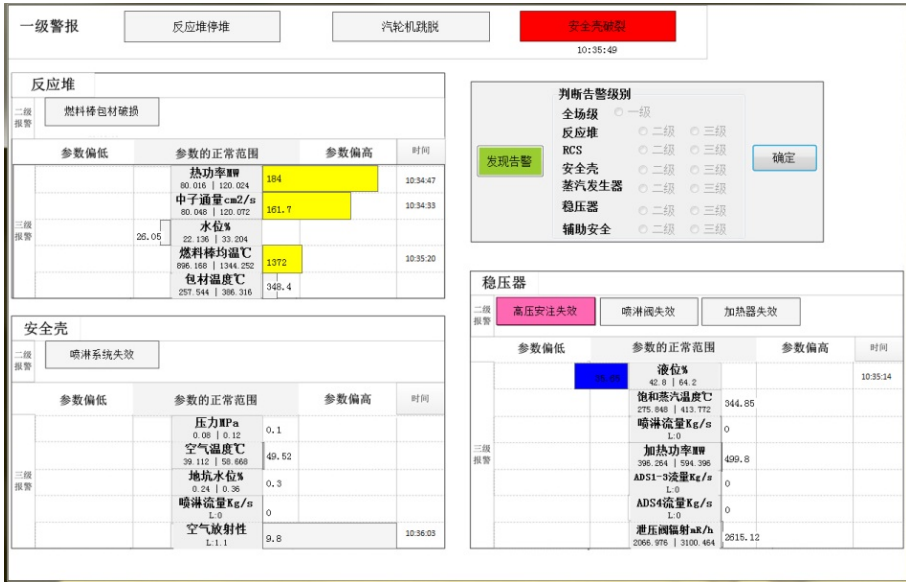 一级警报
反应堆停堆
汽轮机跳脱
安全壳破裂
10:35:49
反应堆
二级报警
燃料棒包材破损
参数偏低
参数的正常范围
参数偏高
时间
三级报警
热功率MW
80.016 | 120.024
184
10:34:47
中子通量cm2/s
80.048 | 120.072
161.7
10:34:33
水位%
22.136 | 33.204
26.05
燃料棒均温℃
896.168 | 1344.252
1372
10:35:20
包材温度℃
257.544 | 386.316
348.4
安全壳
二级报警
喷淋系统失效
参数偏低
参数的正常范围
参数偏高
时间
三级报警
压力MPa
0.08 | 0.12
0.1
空气温度℃
39.112 | 58.668
49.52
地坑水位%
0.24 | 0.36
0.3
喷淋流量Kg/s
L:0
0
空气放射性
L:1.1
9.8
10:36:03
发现告警
判断告警级别
全场级 一级
反应堆 二级 三级
RCS 二级 三级
安全壳 二级 三级
蒸汽发生器 二级 三级
稳压器 二级 三级
辅助安全 二级 三级
确定
稳压器
二级报警
高压安注失效
喷淋阀失效
加热器失效
参数偏低
参数的正常范围
参数偏高
时间
三级报警
液位%
42.8 | 64.2
10:35:14
饱和蒸汽温度℃
275.848 | 413.772
344.85
喷淋流量Kg/s
L:0
0
加热功率MW
396.264 | 594.396
499.8
ADS1-3流量Kg/s
L:0
0
ADS4流量Kg/s
L:0
0
泄压阀辐射mR/h
2066.976 | 3100.464
2615.12